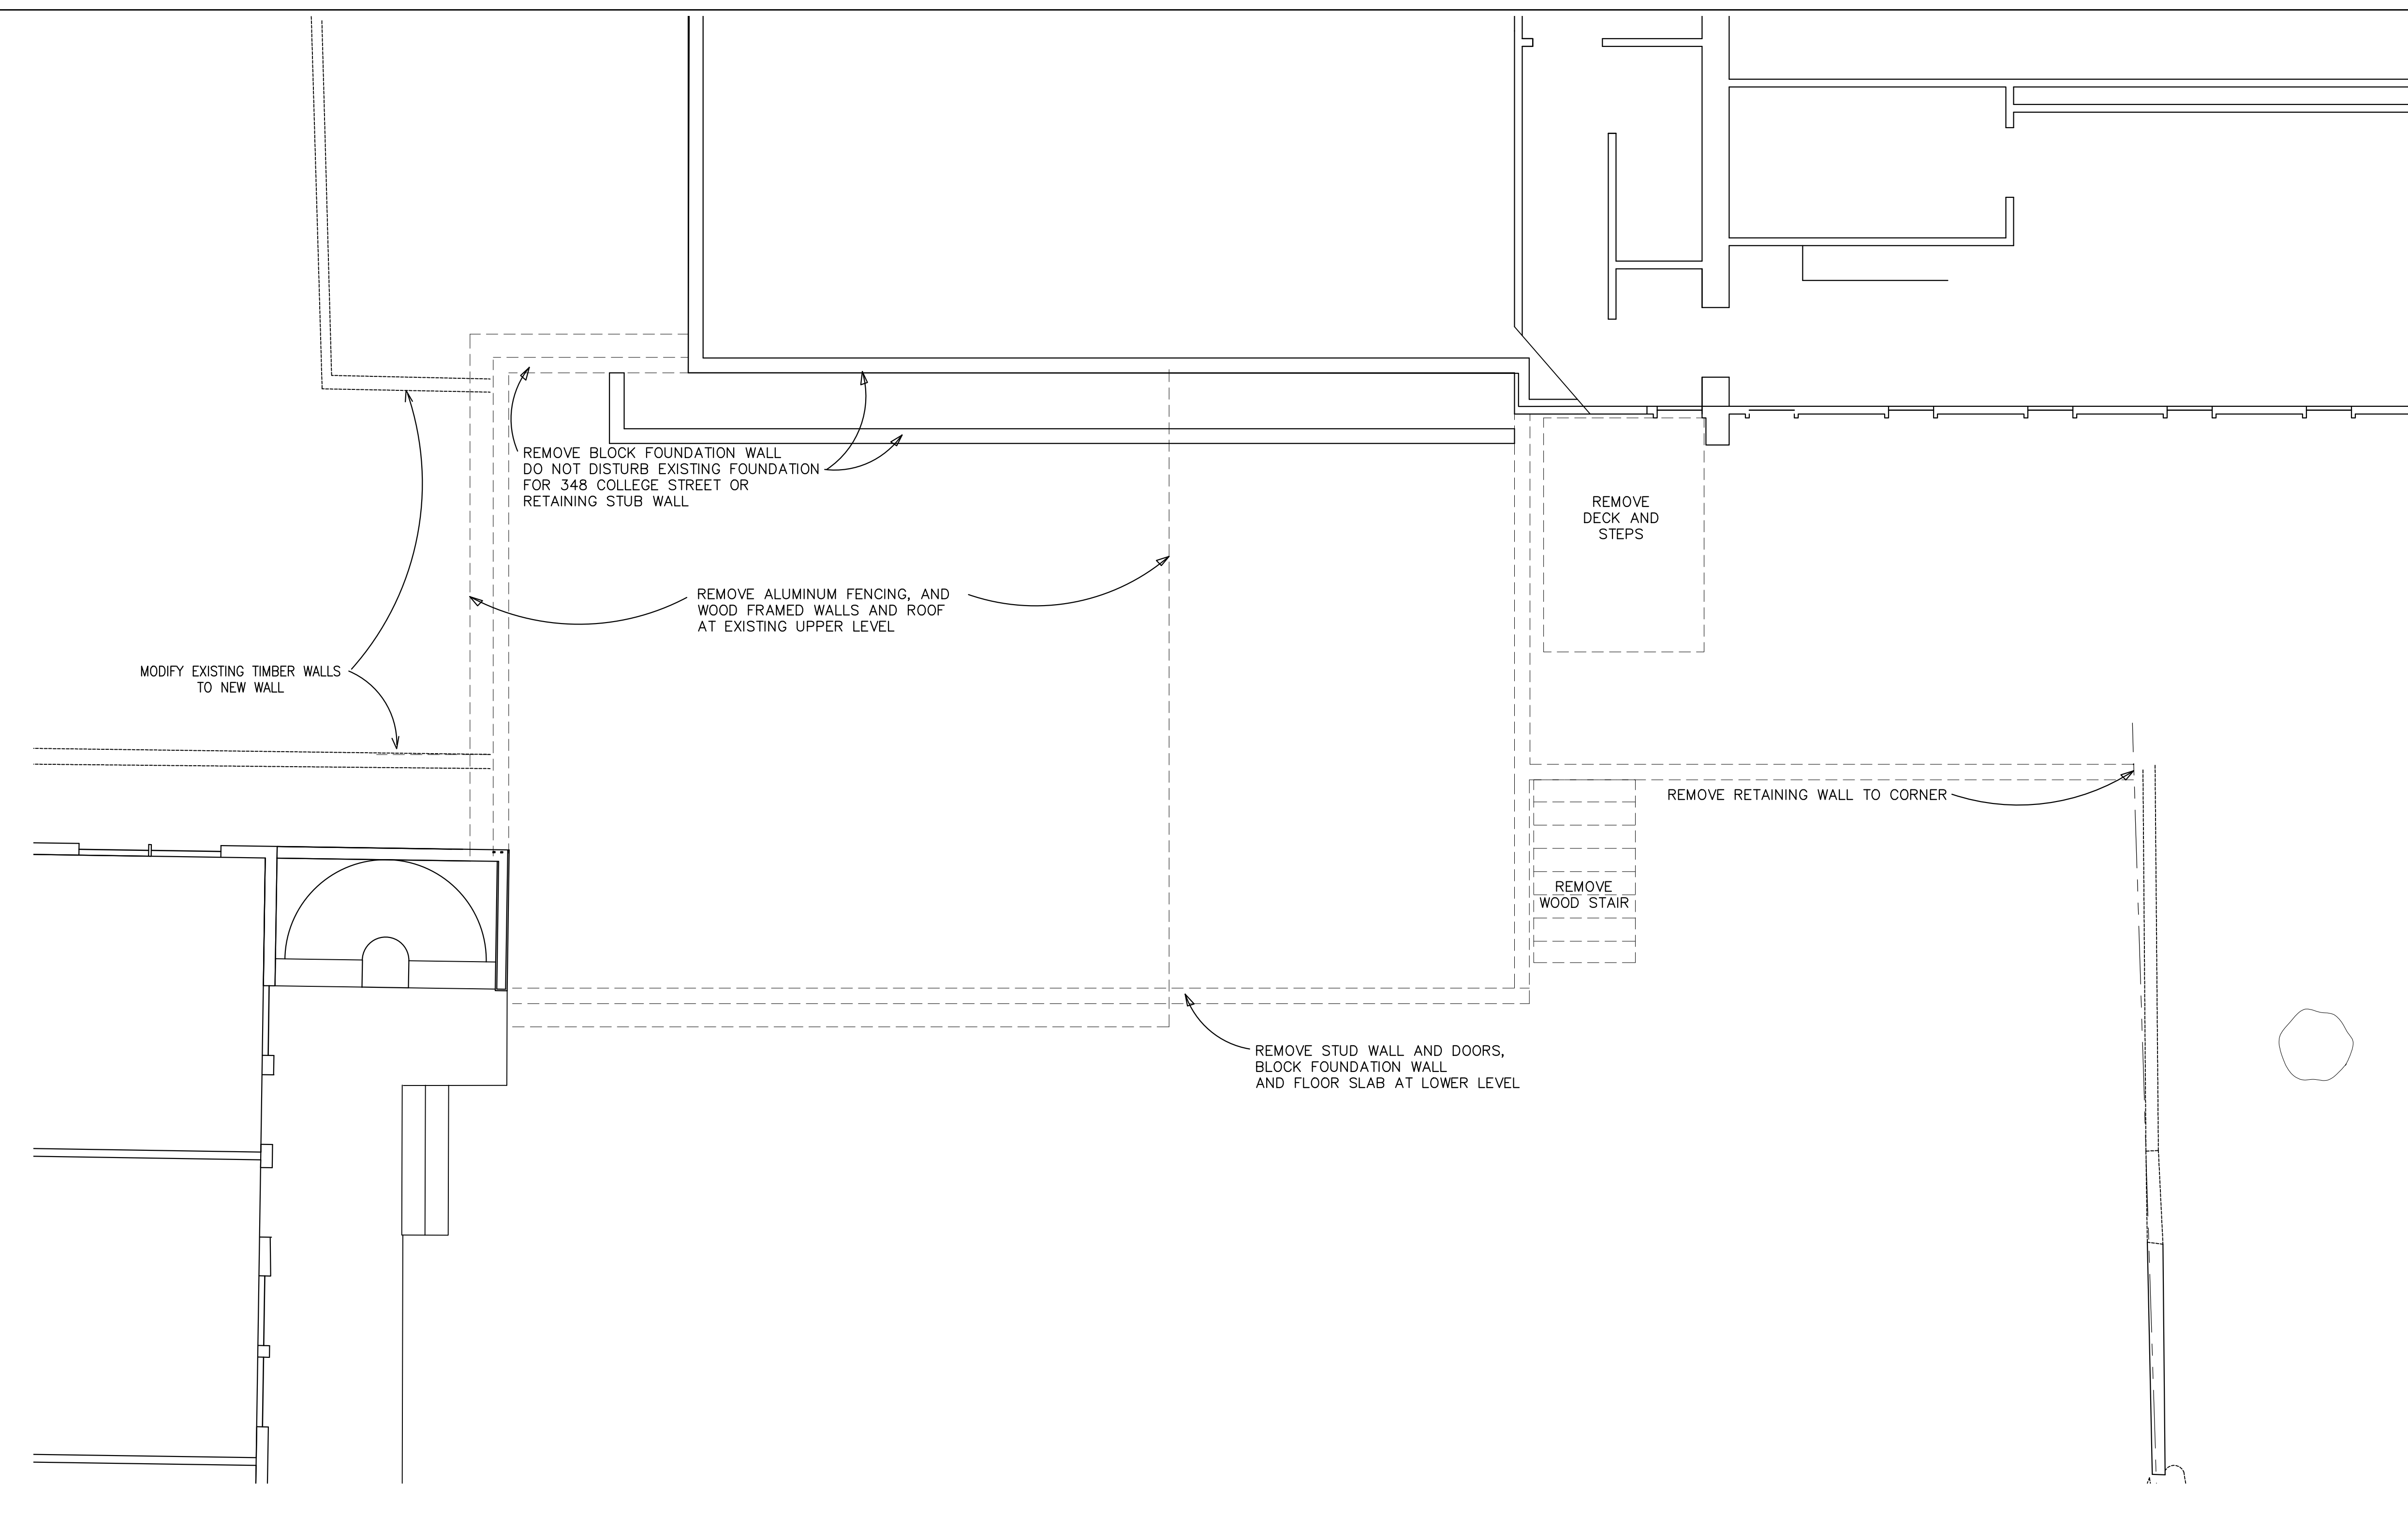 REMOVE BLOCK FOUNDATION WALL
DO NOT DISTURB EXISTING FOUNDATION
FOR 348 COLLEGE STREET OR
RETAINING STUB WALL
REMOVE
DECK AND
STEPS
REMOVE ALUMINUM FENCING, AND
WOOD FRAMED WALLS AND ROOF
AT EXISTING UPPER LEVEL
MODIFY EXISTING TIMBER WALLS
TO NEW WALL
REMOVE RETAINING WALL TO CORNER
REMOVE
WOOD STAIR
REMOVE STUD WALL AND DOORS,
BLOCK FOUNDATION WALL
AND FLOOR SLAB AT LOWER LEVEL